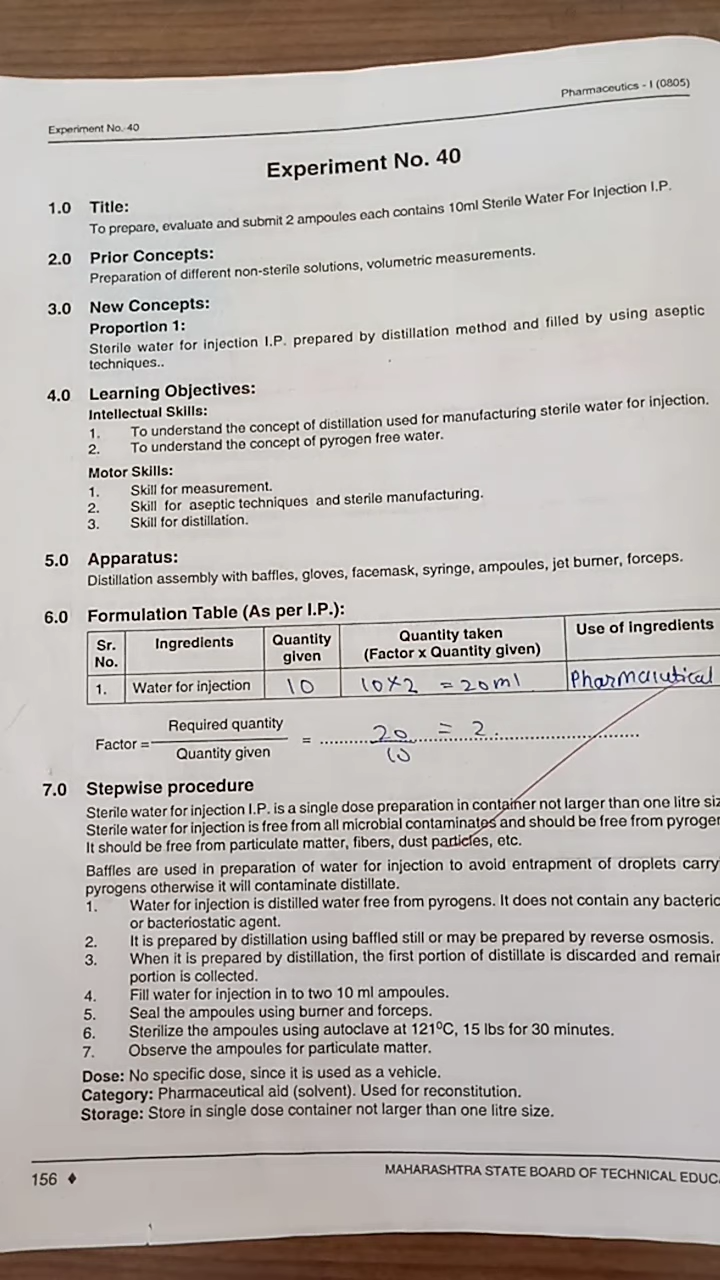 Experiment No. 40
Pharmaceutics - I (0805)
Experiment No. 40
1.0 Title:
To prepare, evaluate and submit 2 ampoules each contains 10ml Sterile Water For Injection I.P.
2.0 Prior Concepts:
Preparation of different non-sterile solutions, volumetric measurements.
3.0 New Concepts:
Proportion 1:
Sterile water for injection I.P. prepared by distillation method and filled by using aseptic
techniques..
4.0 Learning Objectives:
Intellectual Skills:
1. To understand the concept of distillation used for manufacturing sterile water for injection.
2. To understand the concept of pyrogen free water.
Motor Skills:
1. Skill for measurement.
2. Skill for aseptic techniques and sterile manufacturing.
3. Skill for distillation.
5.0 Apparatus:
Distillation assembly with baffles, gloves, facemask, syringe, ampoules, jet burner, forceps.
6.0 Formulation Table (As per I.P.):
Sr. No. Ingredients Quantity given Quantity taken (Factor x Quantity given) Use of Ingredients
1. Water for injection 10 10×2 = 20ml Pharmaceutical
Factor = Required quantity / Quantity given = 20 / 10 = 2.
7.0 Stepwise procedure
Sterile water for injection I.P. is a single dose preparation in container not larger than one litre siz
Sterile water for injection is free from all microbial contaminates and should be free from pyroger
It should be free from particulate matter, fibers, dust particles, etc.
Baffles are used in preparation of water for injection to avoid entrapment of droplets carry
pyrogens otherwise it will contaminate distillate.
1. Water for injection is distilled water free from pyrogens. It does not contain any bacteric
or bacteriostatic agent.
2. It is prepared by distillation using baffled still or may be prepared by reverse osmosis.
3. When it is prepared by distillation, the first portion of distillate is discarded and remair
portion is collected.
4. Fill water for injection in to two 10 ml ampoules.
5. Seal the ampoules using burner and forceps.
6. Sterilize the ampoules using autoclave at 121⁰C, 15 lbs for 30 minutes.
7. Observe the ampoules for particulate matter.
Dose: No specific dose, since it is used as a vehicle.
Category: Pharmaceutical aid (solvent). Used for reconstitution.
Storage: Store in single dose container not larger than one litre size.
156 ♦
MAHARASHTRA STATE BOARD OF TECHNICAL EDUC